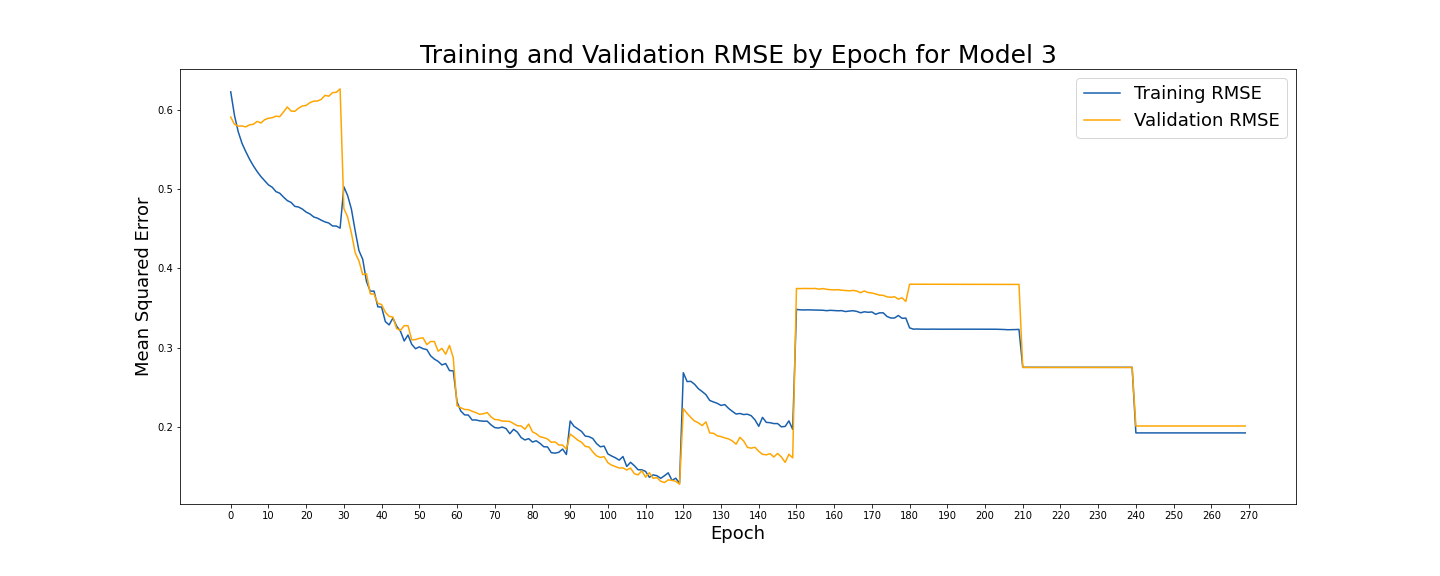 Training and Validation RMSE by Epoch for Model 3
Training RMSE
Validation RMSE
Mean Squared Error
0.6
0.5
0.4
0.3
0.2
0 10 20 30 40 50 60 70 80 90 100 110 120 130 140 150 160 170 180 190 200 210 220 230 240 250 260 270
Epoch